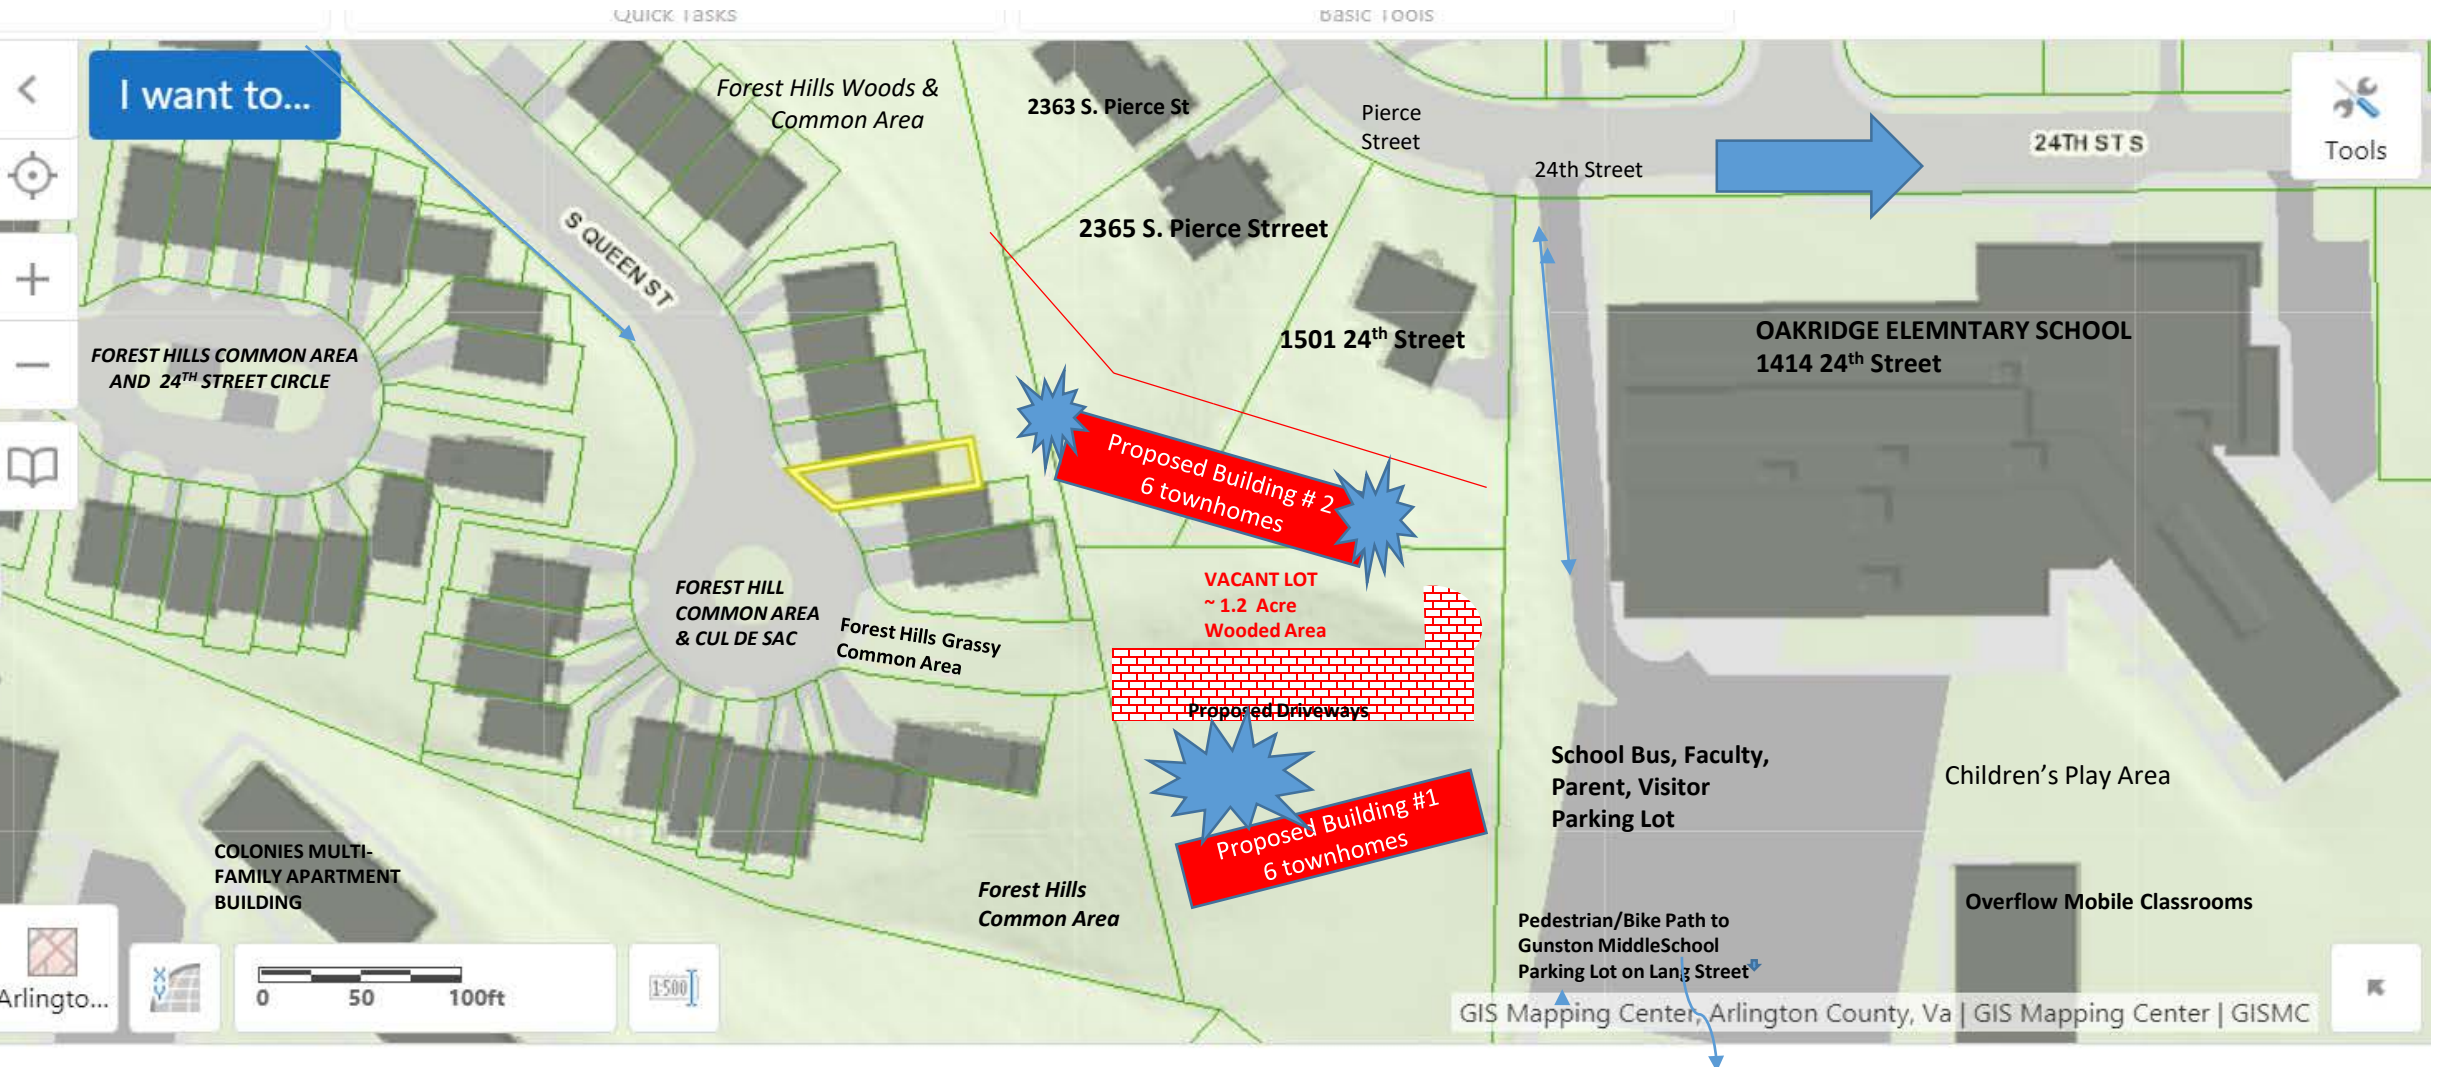 Quick Tasks
Basic Tools
I want to...
Forest Hills Woods &
Common Area
2363 S. Pierce St
Pierce
Street
24th Street
24TH ST S
Tools
S QUEEN ST
2365 S. Pierce Strreet
1501 24th Street
OAKRIDGE ELEMNTARY SCHOOL
1414 24th Street
FOREST HILLS COMMON AREA
AND 24TH STREET CIRCLE
Proposed Building # 2
6 townhomes
VACANT LOT
~ 1.2 Acre
Wooded Area
FOREST HILL
COMMON AREA
& CUL DE SAC
Forest Hills Grassy
Common Area
Proposed Driveways
School Bus, Faculty,
Parent, Visitor
Parking Lot
Children's Play Area
Proposed Building #1
6 townhomes
COLONIES MULTI-
FAMILY APARTMENT
BUILDING
Forest Hills
Common Area
Overflow Mobile Classrooms
Pedestrian/Bike Path to
Gunston MiddleSchool
Parking Lot on Lang Street
Arlingto...
X Y
0 50 100ft
1:500
GIS Mapping Center, Arlington County, Va | GIS Mapping Center | GISMC